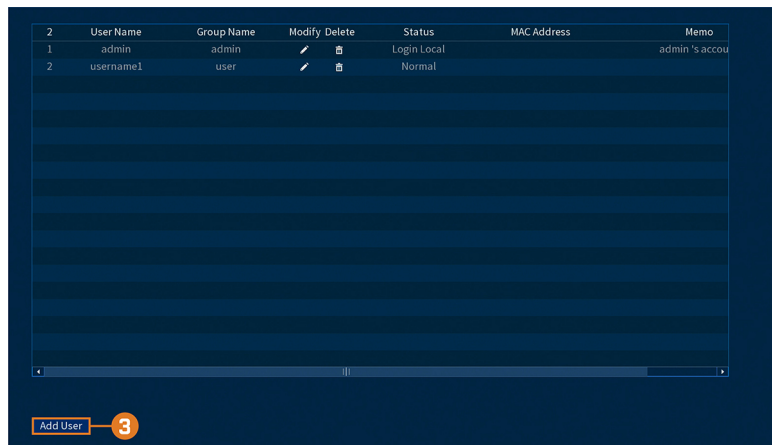 2 User Name Group Name Modify Delete Status MAC Address Memo
1 admin admin Login Local admin 's accou
2 username1 user Normal
Add User 3